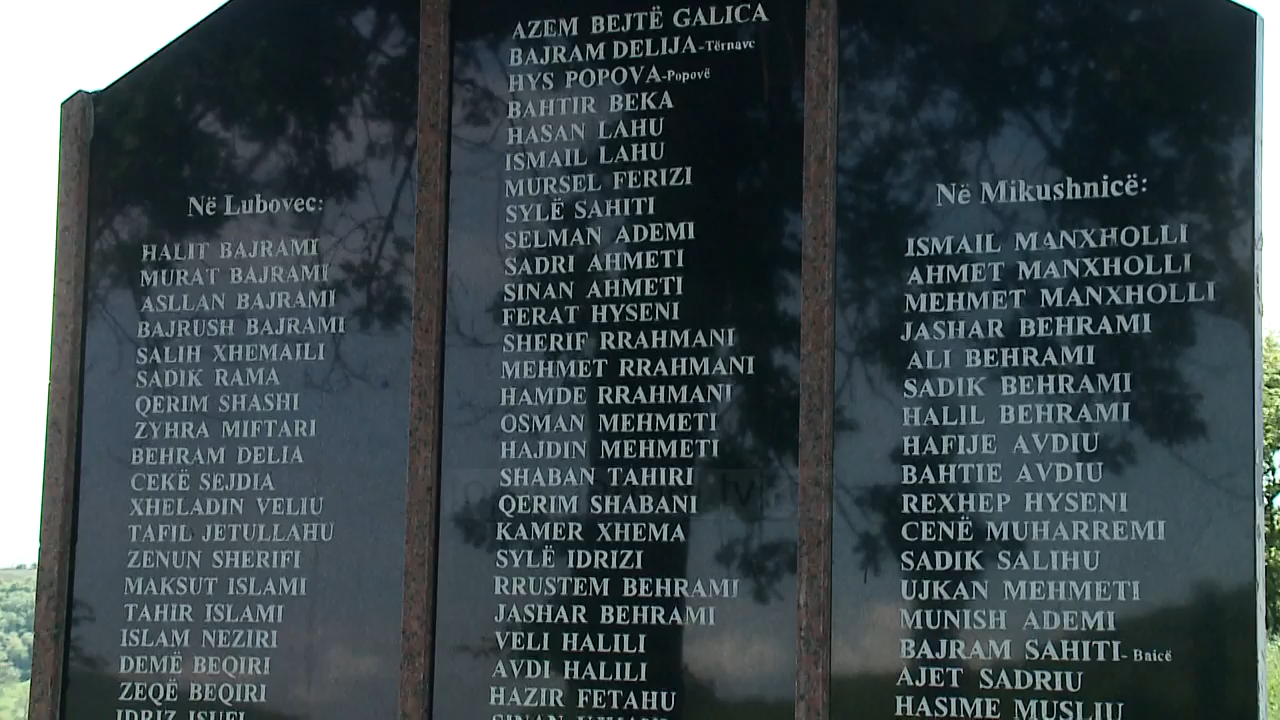 Në Lubovec:
HALIT BAJRAMI
MURAT BAJRAMI
ASLLAN BAJRAMI
BAJRUSH BAJRAMI
SALIH XHEMAILI
SADIK RAMA
QERIM SHASHI
ZYHRA MIFTARI
BEHRAM DELIA
CEKË SEJDIA
XHELADIN VELIU
TAFIL JETULLAHU
ZENUN SHERIFI
MAKSUT ISLAMI
TAHIR ISLAMI
ISLAM NEZIRI
DEMË BEQIRI
ZEQË BEQIRI
IDRIZ ISUFI
AZEM BEJTË GALICA
BAJRAM DELIJA-Tërnavc
HYS POPOVA-Popovë
BAHTIR BEKA
HASAN LAHU
ISMAIL LAHU
MURSEL FERIZI
SYLË SAHITI
SELMAN ADEMI
SADRI AHMETI
SINAN AHMETI
FERAT HYSENI
SHERIF RRAHMANI
MEHMET RRAHMANI
HAMDE RRAHMANI
OSMAN MEHMETI
HAJDIN MEHMETI
SHABAN TAHIRI
QERIM SHABANI
KAMER XHEMA
SYLË IDRIZI
RRUSTEM BEHRAMI
JASHAR BEHRAMI
VELI HALILI
AVDI HALILI
HAZIR FETAHU
SINAN
Në Mikushnicë:
ISMAIL MANXHOLLI
AHMET MANXHOLLI
MEHMET MANXHOLLI
JASHAR BEHRAMI
ALI BEHRAMI
SADIK BEHRAMI
HALIL BEHRAMI
HAFIJE AVDIU
BAHTIE AVDIU
REXHEP HYSENI
CENË MUHARREMI
SADIK SALIHU
UJKAN MEHMETI
MUNISH ADEMI
BAJRAM SAHITI- Bnicë
AJET SADRIU
HASIME MUSLIU